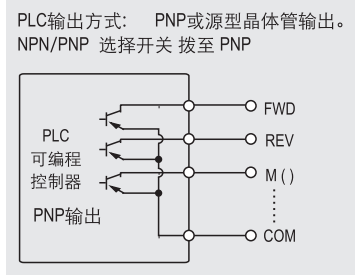 PLC输出方式: PNP或源型晶体管输出。
NPN/PNP 选择开关 拨至 PNP
FWD
PLC
REV
可编程
控制器
M ( )
PNP输出
COM